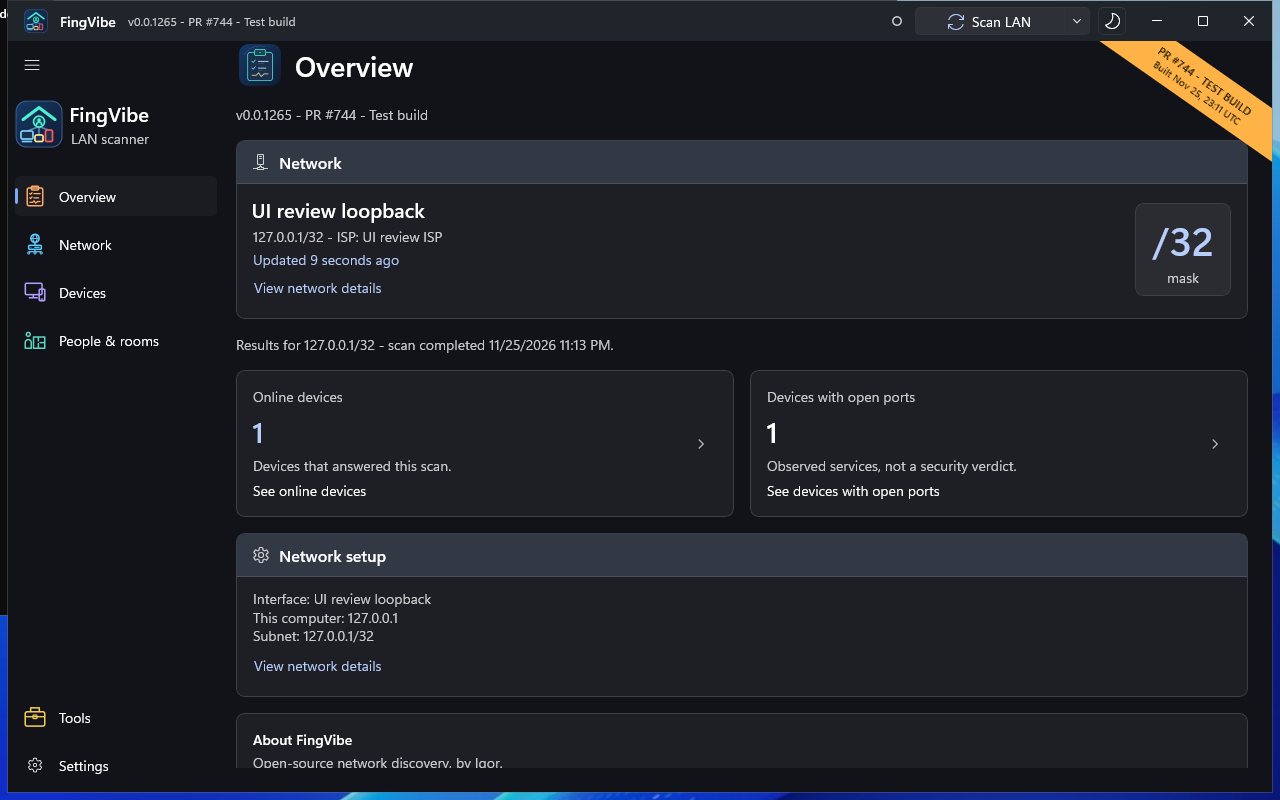 FingVibe v0.0.1265 - PR #744 - Test build
Scan LAN
Overview
PR #744 - TEST BUILD
Built Nov 25, 23:11 UTC
FingVibe
LAN scanner
v0.0.1265 - PR #744 - Test build
Overview
Network
Devices
People & rooms
Tools
Settings
Network
UI review loopback
127.0.0.1/32 - ISP: UI review ISP
Updated 9 seconds ago
View network details
/32
mask
Results for 127.0.0.1/32 - scan completed 11/25/2026 11:13 PM.
Online devices
1
Devices that answered this scan.
See online devices
Devices with open ports
1
Observed services, not a security verdict.
See devices with open ports
Network setup
Interface: UI review loopback
This computer: 127.0.0.1
Subnet: 127.0.0.1/32
View network details
About FingVibe
Open-source network discovery, by Igor.